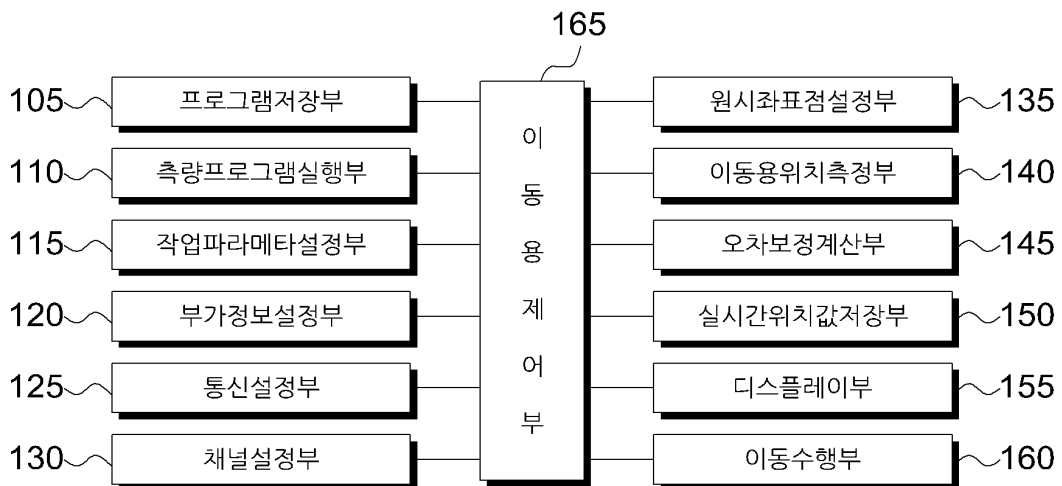 165
105 프로그램저장부
110 측량프로그램실행부
115 작업파라메타설정부
120 부가정보설정부
125 통신설정부
130 채널설정부
이동용제어부
원시좌표점설정부 135
이동용위치측정부 140
오차보정계산부 145
실시간위치값저장부 150
디스플레이부 155
이동수행부 160